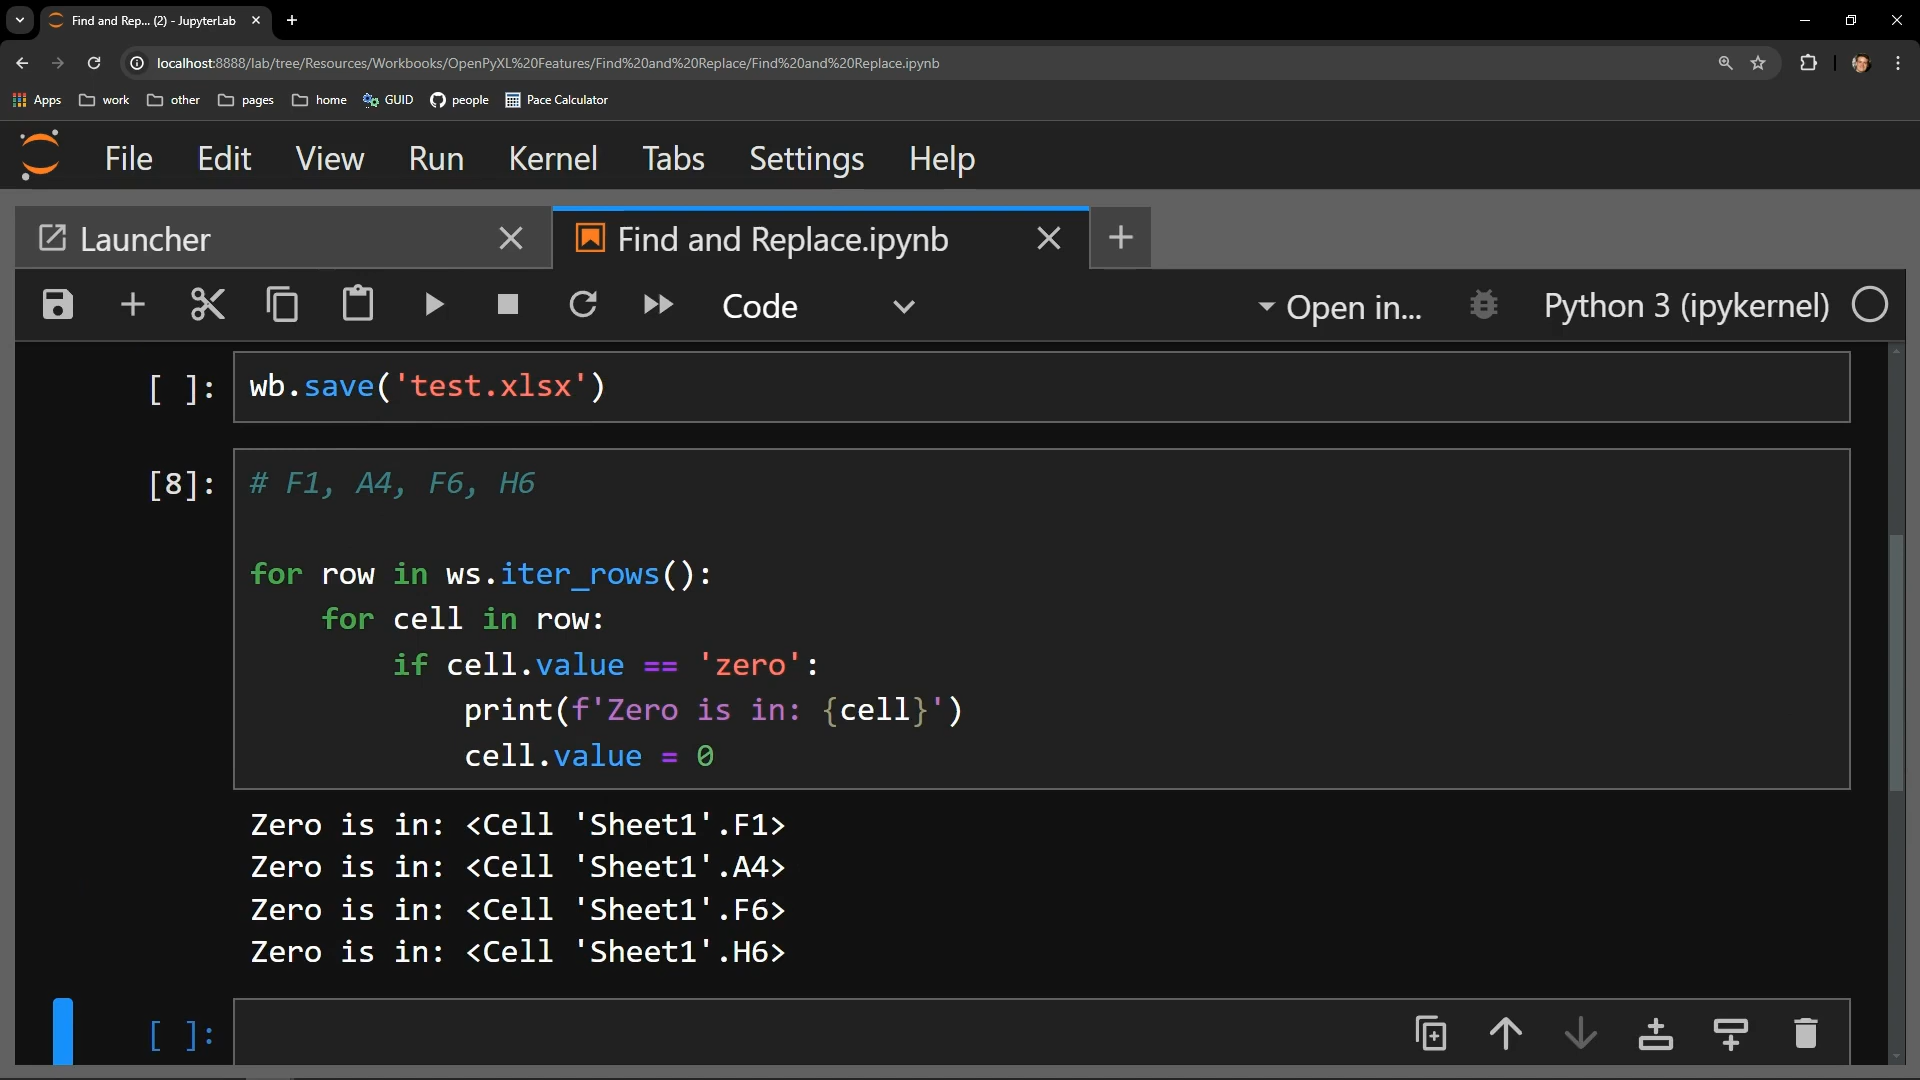 Find and Rep... (2) - JupyterLab
localhost:8888/lab/tree/Resources/Workbooks/OpenPyXL%20Features/Find%20and%20Replace/Find%20and%20Replace.ipynb
Apps work other pages home GUID people Pace Calculator
File Edit View Run Kernel Tabs Settings Help
Launcher Find and Replace.ipynb
Code Open in... Python 3 (ipykernel)
[ ]: wb.save('test.xlsx')
[8]: # F1, A4, F6, H6
for row in ws.iter_rows():
    for cell in row:
        if cell.value == 'zero':
            print(f'Zero is in: {cell}')
            cell.value = 0
Zero is in: <Cell 'Sheet1'.F1>
Zero is in: <Cell 'Sheet1'.A4>
Zero is in: <Cell 'Sheet1'.F6>
Zero is in: <Cell 'Sheet1'.H6>
[ ]: